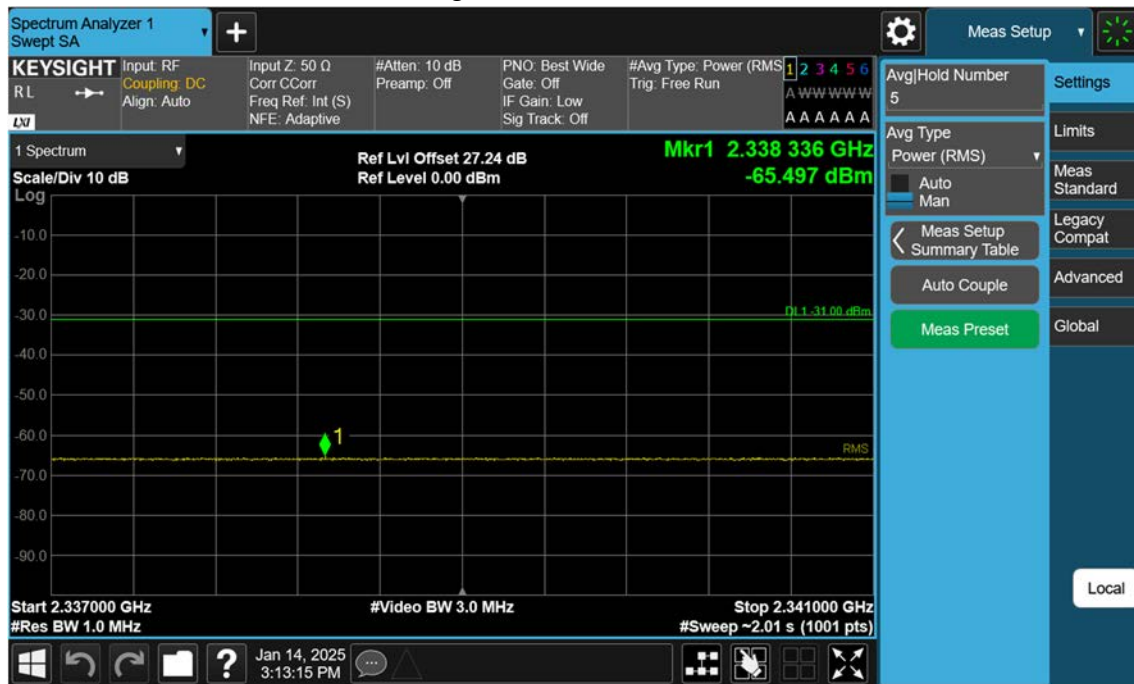 Spectrum Analyzer 1
Swept SA
+
Meas Setup
KEYSIGHT
R L
LXI
Input: RF
Coupling: DC
Align: Auto
Input Z: 50 Ω
Corr CCorr
Freq Ref: Int (S)
NFE: Adaptive
#Atten: 10 dB
Preamp: Off
PNO: Best Wide
Gate: Off
IF Gain: Low
Sig Track: Off
#Avg Type: Power (RMS
Trig: Free Run
1 2 3 4 5 6
A W W W W W
A A A A A A
1 Spectrum
Scale/Div 10 dB
Ref Lvl Offset 27.24 dB
Ref Level 0.00 dBm
Mkr1 2.338 336 GHz
-65.497 dBm
Log
-10.0
-20.0
-30.0
DL1 -31.00 dBm
-40.0
-50.0
-60.0
1
RMS
-70.0
-80.0
-90.0
Start 2.337000 GHz
#Res BW 1.0 MHz
#Video BW 3.0 MHz
Stop 2.341000 GHz
#Sweep ~2.01 s (1001 pts)
?
Jan 14, 2025
3:13:15 PM
Avg|Hold Number
5
Avg Type
Power (RMS)
Auto
Man
Meas Setup
Summary Table
Auto Couple
Meas Preset
Settings
Limits
Meas
Standard
Legacy
Compat
Advanced
Global
Local